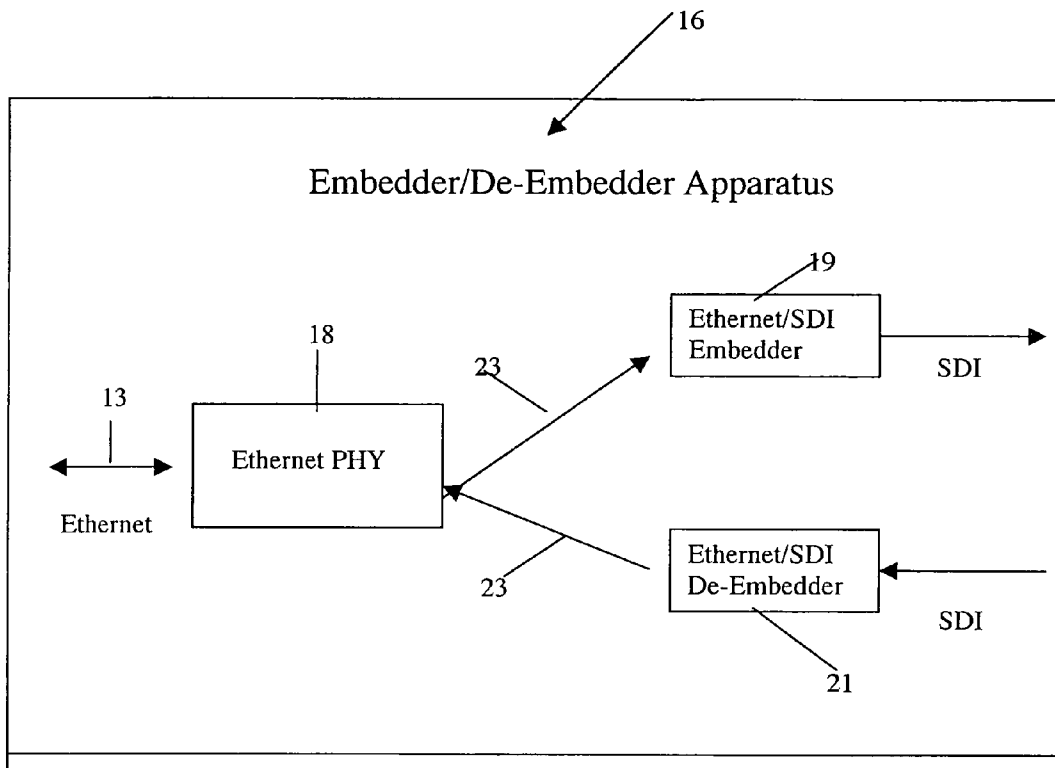 16
Embedder/De-Embedder Apparatus
19
Ethernet/SDI
Embedder
SDI
18
23
13
Ethernet PHY
Ethernet
Ethernet/SDI
De-Embedder
23
SDI
21